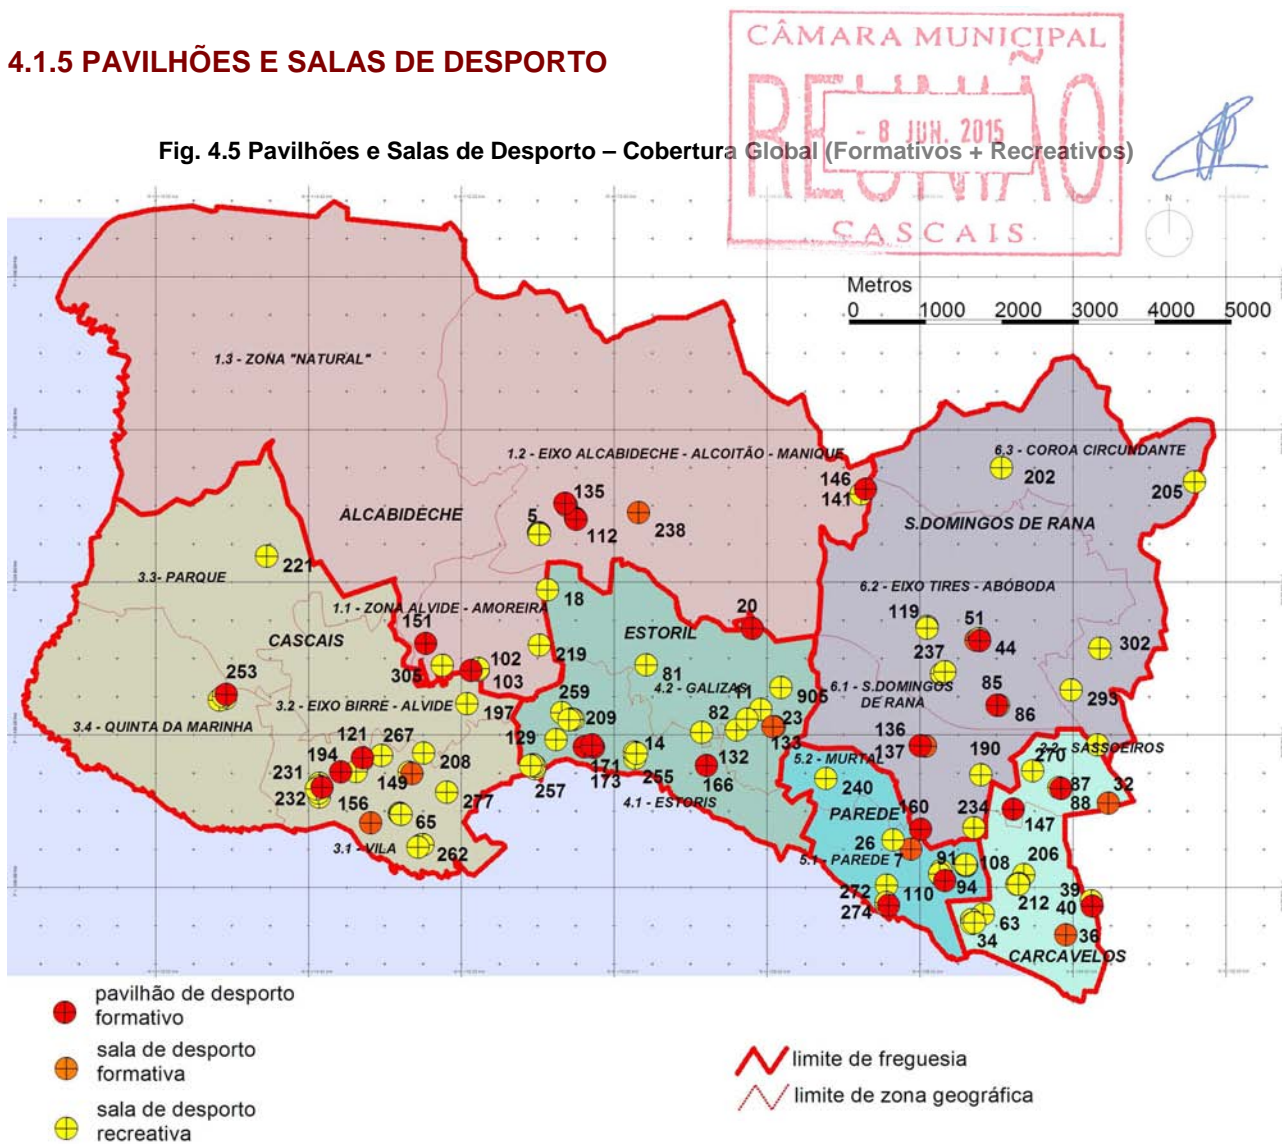 4.1.5 PAVILHÕES E SALAS DE DESPORTO
CÂMARA MUNICIPAL
REUNIÃO
- 8 JUN. 2015
CASCAIS
Fig. 4.5 Pavilhões e Salas de Desporto – Cobertura Global (Formativos + Recreativos)
N
Metros
0 1000 2000 3000 4000 5000
1.3 - ZONA "NATURAL"
1.2 - EIXO ALCABIDECHE - ALCOITÃO - MANIQUE
6.3 - COROA CIRCUNDANTE
146
202
141
205
135
ALCABIDECHE
5
112
238
S.DOMINGOS DE RANA
221
3.3- PARQUE
6.2 - EIXO TIRES - ABÓBODA
18
1.1 - ZONA ALVIDE - AMOREIRA
20
119
51
151
CASCAIS
ESTORIL
44
302
237
219
102
305
103
81
253
4.2 - GALIZAS
11
905
6.1 - S.DOMINGOS
DE RANA
85
293
259
197
3.2 - EIXO BIRRE - ALVIDE
209
82
23
86
3.4 - QUINTA DA MARINHA
136
121
267
129
14
133
137
190
2.2 - SASSOEIROS
194
132
5.2 - MURTAL
270
231
149
208
171
255
166
240
87
32
232
173
257
277
4.1 - ESTORIS
88
156
65
PAREDE
160
234
147
26
3.1 - VILA
262
5.1 - PAREDE
7
91
108
206
94
272
110
212
39
274
40
63
34
36
CARCAVELOS
pavilhão de desporto
formativo
sala de desporto
formativa
sala de desporto
recreativa
limite de freguesia
limite de zona geográfica